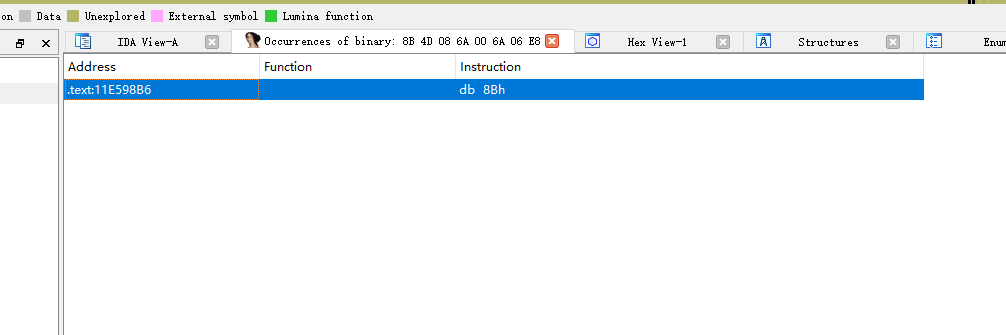 on Data Unexplored External symbol Lumina function
IDA View-A Occurrences of binary: 8B 4D 08 6A 00 6A 06 E8 Hex View-1 Structures Enum
Address Function Instruction
.text:11E598B6 db 8Bh